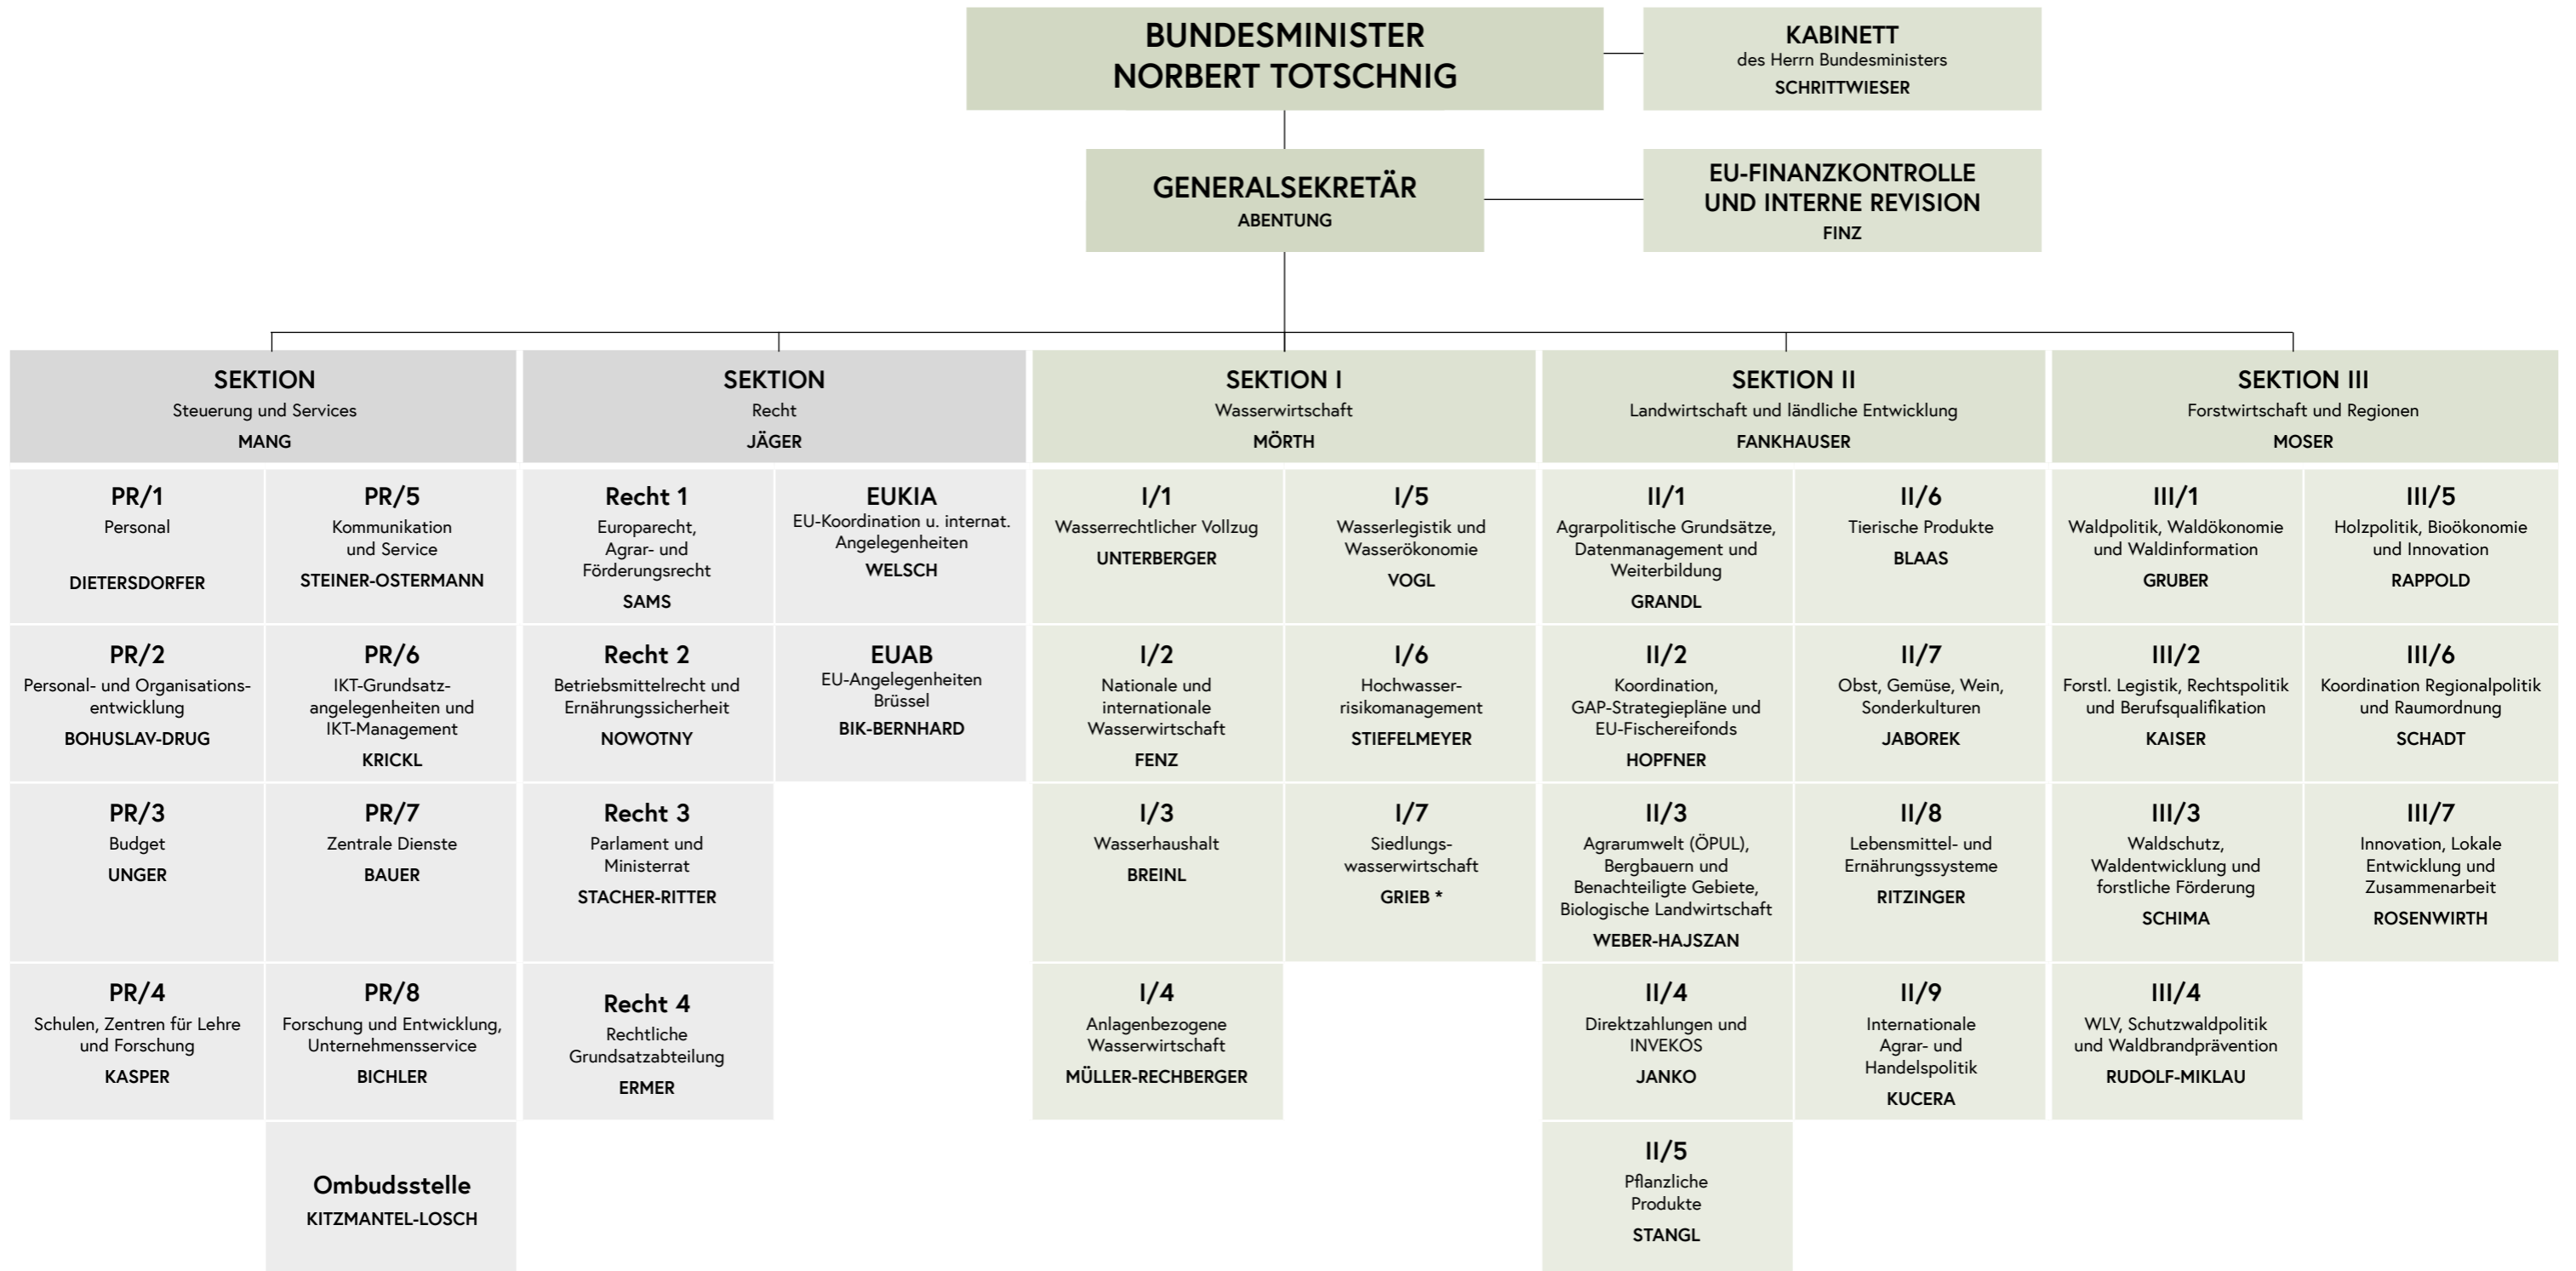 BUNDESMINISTER
NORBERT TOTSCHNIG
KABINETT
des Herrn Bundesministers
SCHRITTWIESER
GENERALSEKRETÄR
ABENTUNG
EU-FINANZKONTROLLE
UND INTERNE REVISION
FINZ
SEKTION
Steuerung und Services
MANG
PR/1
Personal
DIETERSDORFER
PR/5
Kommunikation
und Service
STEINER-OSTERMANN
PR/2
Personal- und Organisations-
entwicklung
BOHUSLAV-DRUG
PR/6
IKT-Grundsatz-
angelegenheiten und
IKT-Management
KRICKL
PR/3
Budget
UNGER
PR/7
Zentrale Dienste
BAUER
PR/4
Schulen, Zentren für Lehre
und Forschung
KASPER
PR/8
Forschung und Entwicklung,
Unternehmensservice
BICHLER
Ombudsstelle
KITZMANTEL-LOSCH
SEKTION
Recht
JÄGER
Recht 1
Europarecht,
Agrar- und
Förderungsrecht
SAMS
EUKIA
EU-Koordination u. internat.
Angelegenheiten
WELSCH
Recht 2
Betriebsmittelrecht und
Ernährungssicherheit
NOWOTNY
EUAB
EU-Angelegenheiten
Brüssel
BIK-BERNHARD
Recht 3
Parlament und
Ministerrat
STACHER-RITTER
Recht 4
Rechtliche
Grundsatzabteilung
ERMER
SEKTION I
Wasserwirtschaft
MÖRTH
I/1
Wasserrechtlicher Vollzug
UNTERBERGER
I/5
Wasserlegistik und
Wasserökonomie
VOGL
I/2
Nationale und
internationale
Wasserwirtschaft
FENZ
I/6
Hochwasser-
risikomanagement
STIEFELMEYER
I/3
Wasserhaushalt
BREINL
I/7
Siedlungs-
wasserwirtschaft
GRIEB *
I/4
Anlagenbezogene
Wasserwirtschaft
MÜLLER-RECHBERGER
SEKTION II
Landwirtschaft und ländliche Entwicklung
FANKHAUSER
II/1
Agrarpolitische Grundsätze,
Datenmanagement und
Weiterbildung
GRANDL
II/6
Tierische Produkte
BLAAS
II/2
Koordination,
GAP-Strategiepläne und
EU-Fischereifonds
HOPFNER
II/7
Obst, Gemüse, Wein,
Sonderkulturen
JABOREK
II/3
Agrarumwelt (ÖPUL),
Bergbauern und
Benachteiligte Gebiete,
Biologische Landwirtschaft
WEBER-HAJSZAN
II/8
Lebensmittel- und
Ernährungssysteme
RITZINGER
II/4
Direktzahlungen und
INVEKOS
JANKO
II/9
Internationale
Agrar- und
Handelspolitik
KUCERA
II/5
Pflanzliche
Produkte
STANGL
SEKTION III
Forstwirtschaft und Regionen
MOSER
III/1
Waldpolitik, Waldökonomie
und Waldinformation
GRUBER
III/5
Holzpolitik, Bioökonomie
und Innovation
RAPPOLD
III/2
Forstl. Legistik, Rechtspolitik
und Berufsqualifikation
KAISER
III/6
Koordination Regionalpolitik
und Raumordnung
SCHADT
III/3
Waldschutz,
Waldentwicklung und
forstliche Förderung
SCHIMA
III/7
Innovation, Lokale
Entwicklung und
Zusammenarbeit
ROSENWIRTH
III/4
WLV, Schutzwaldpolitik
und Waldbrandprävention
RUDOLF-MIKLAU